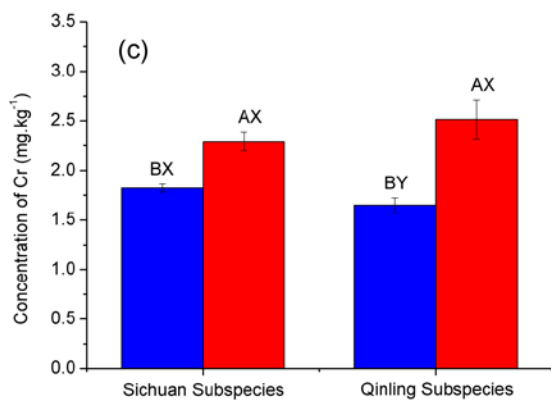 (c)
Concentration of Cr (mg.kg⁻¹)
3.5
3.0
2.5
2.0
1.5
1.0
0.5
0.0
BX
AX
BY
AX
Sichuan Subspecies
Qinling Subspecies